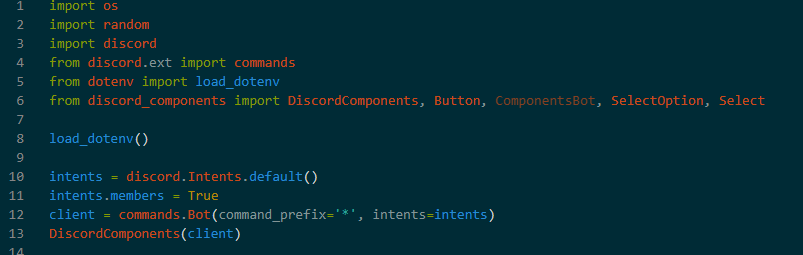 1 import os
2 import random
3 import discord
4 from discord.ext import commands
5 from dotenv import load_dotenv
6 from discord_components import DiscordComponents, Button, ComponentsBot, SelectOption, Select
7
8 load_dotenv()
9
10 intents = discord.Intents.default()
11 intents.members = True
12 client = commands.Bot(command_prefix='*', intents=intents)
13 DiscordComponents(client)
14